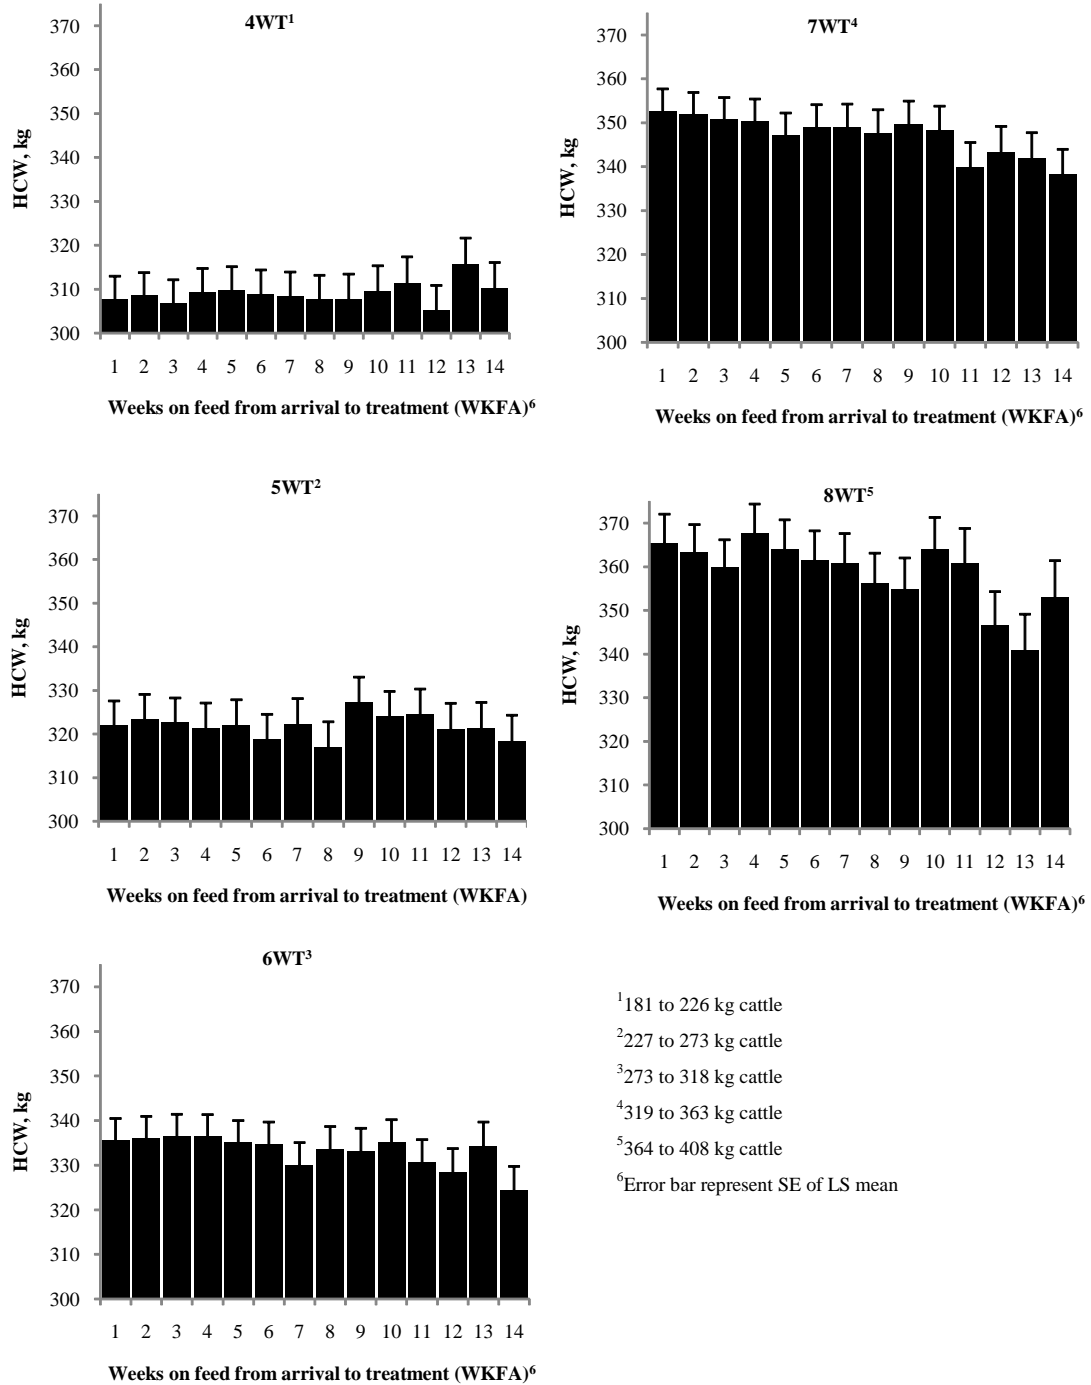 4WT¹
370
360
350
340
330
320
310
300
HCW, kg
1 2 3 4 5 6 7 8 9 10 11 12 13 14
Weeks on feed from arrival to treatment (WKFA)⁶
7WT⁴
370
360
350
340
330
320
310
300
HCW, kg
1 2 3 4 5 6 7 8 9 10 11 12 13 14
Weeks on feed from arrival to treatment (WKFA)⁶
5WT²
370
360
350
340
330
320
310
300
HCW, kg
1 2 3 4 5 6 7 8 9 10 11 12 13 14
Weeks on feed from arrival to treatment (WKFA)
8WT⁵
370
360
350
340
330
320
310
300
HCW, kg
1 2 3 4 5 6 7 8 9 10 11 12 13 14
Weeks on feed from arrival to treatment (WKFA)⁶
6WT³
370
360
350
340
330
320
310
300
HCW, kg
1 2 3 4 5 6 7 8 9 10 11 12 13 14
Weeks on feed from arrival to treatment (WKFA)⁶
¹181 to 226 kg cattle
²227 to 273 kg cattle
³273 to 318 kg cattle
⁴319 to 363 kg cattle
⁵364 to 408 kg cattle
⁶Error bar represent SE of LS mean